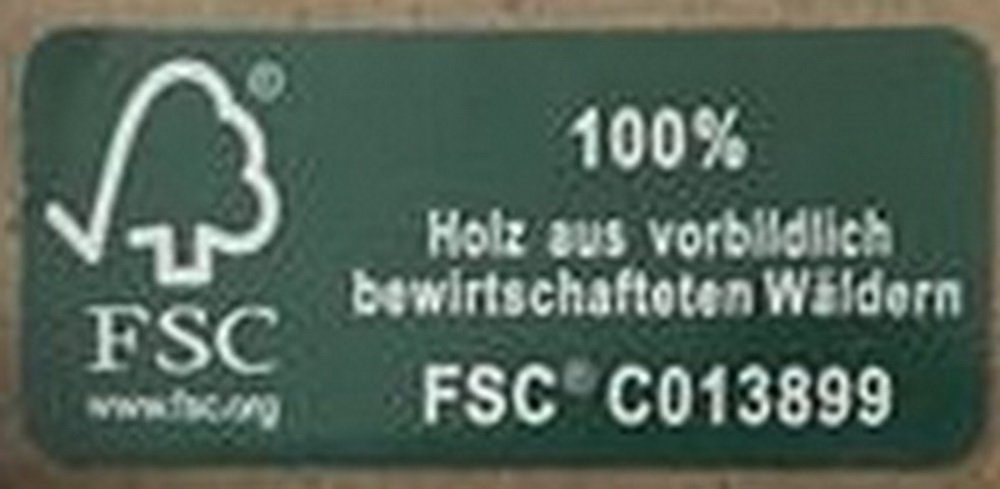 ©
FSC
www.fsc.org
100%
Holz aus vorbildlich
bewirtschafteten Wäldern
FSC® C013899